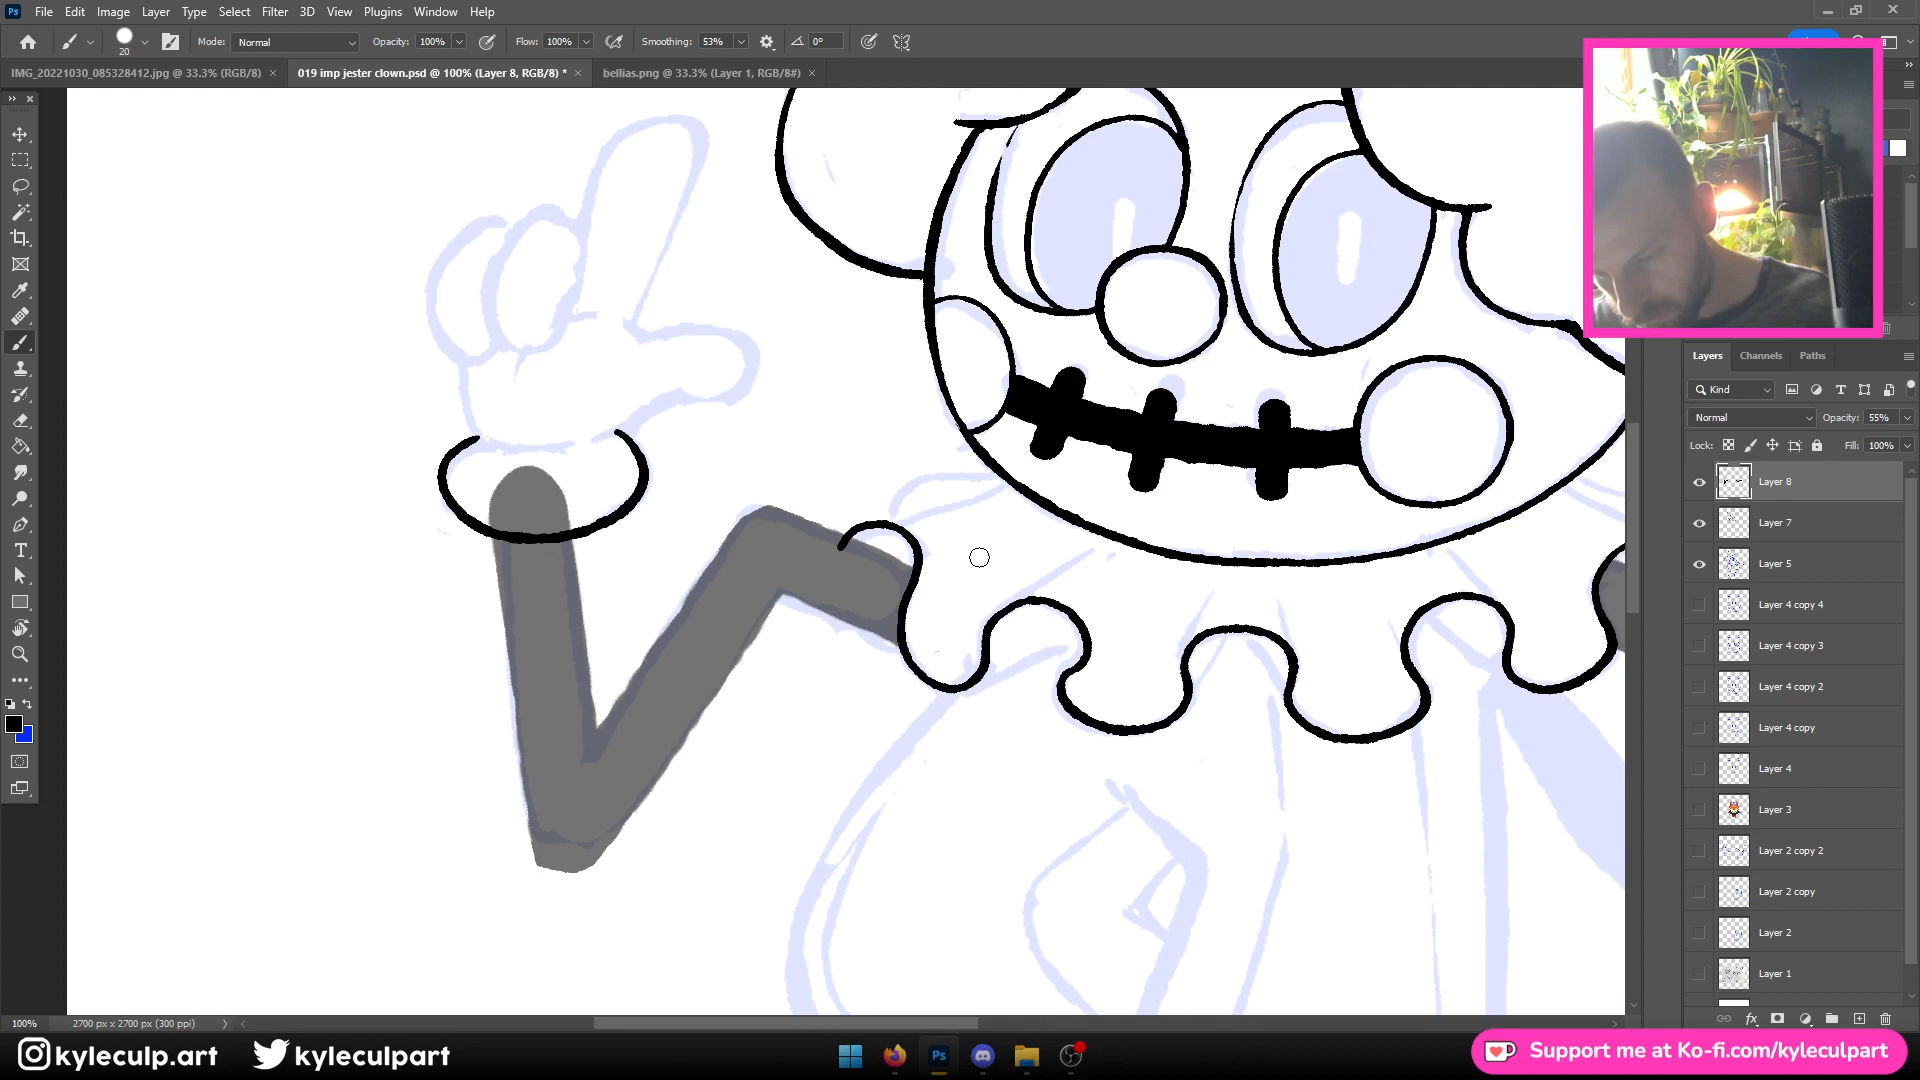 Ps File Edit Image Layer Type Select Filter 3D View Plugins Window Help
20 Mode: Normal Opacity: 100% Flow: 100% Smoothing: 53% 0°
IMG_20221030_085328412.jpg @ 33.3% (RGB/8) × 019 imp jester clown.psd @ 100% (Layer 8, RGB/8) * × bellias.png @ 33.3% (Layer 1, RGB/8#) ×
Layers Channels Paths
Kind
Normal Opacity: 55%
Lock: Fill: 100%
Layer 8
Layer 7
Layer 5
Layer 4 copy 4
Layer 4 copy 3
Layer 4 copy 2
Layer 4 copy
Layer 4
Layer 3
Layer 2 copy 2
Layer 2 copy
Layer 2
Layer 1
100% 2700 px x 2700 px (300 ppi)
kyleculp.art kyleculpart Ps Support me at Ko-fi.com/kyleculpart